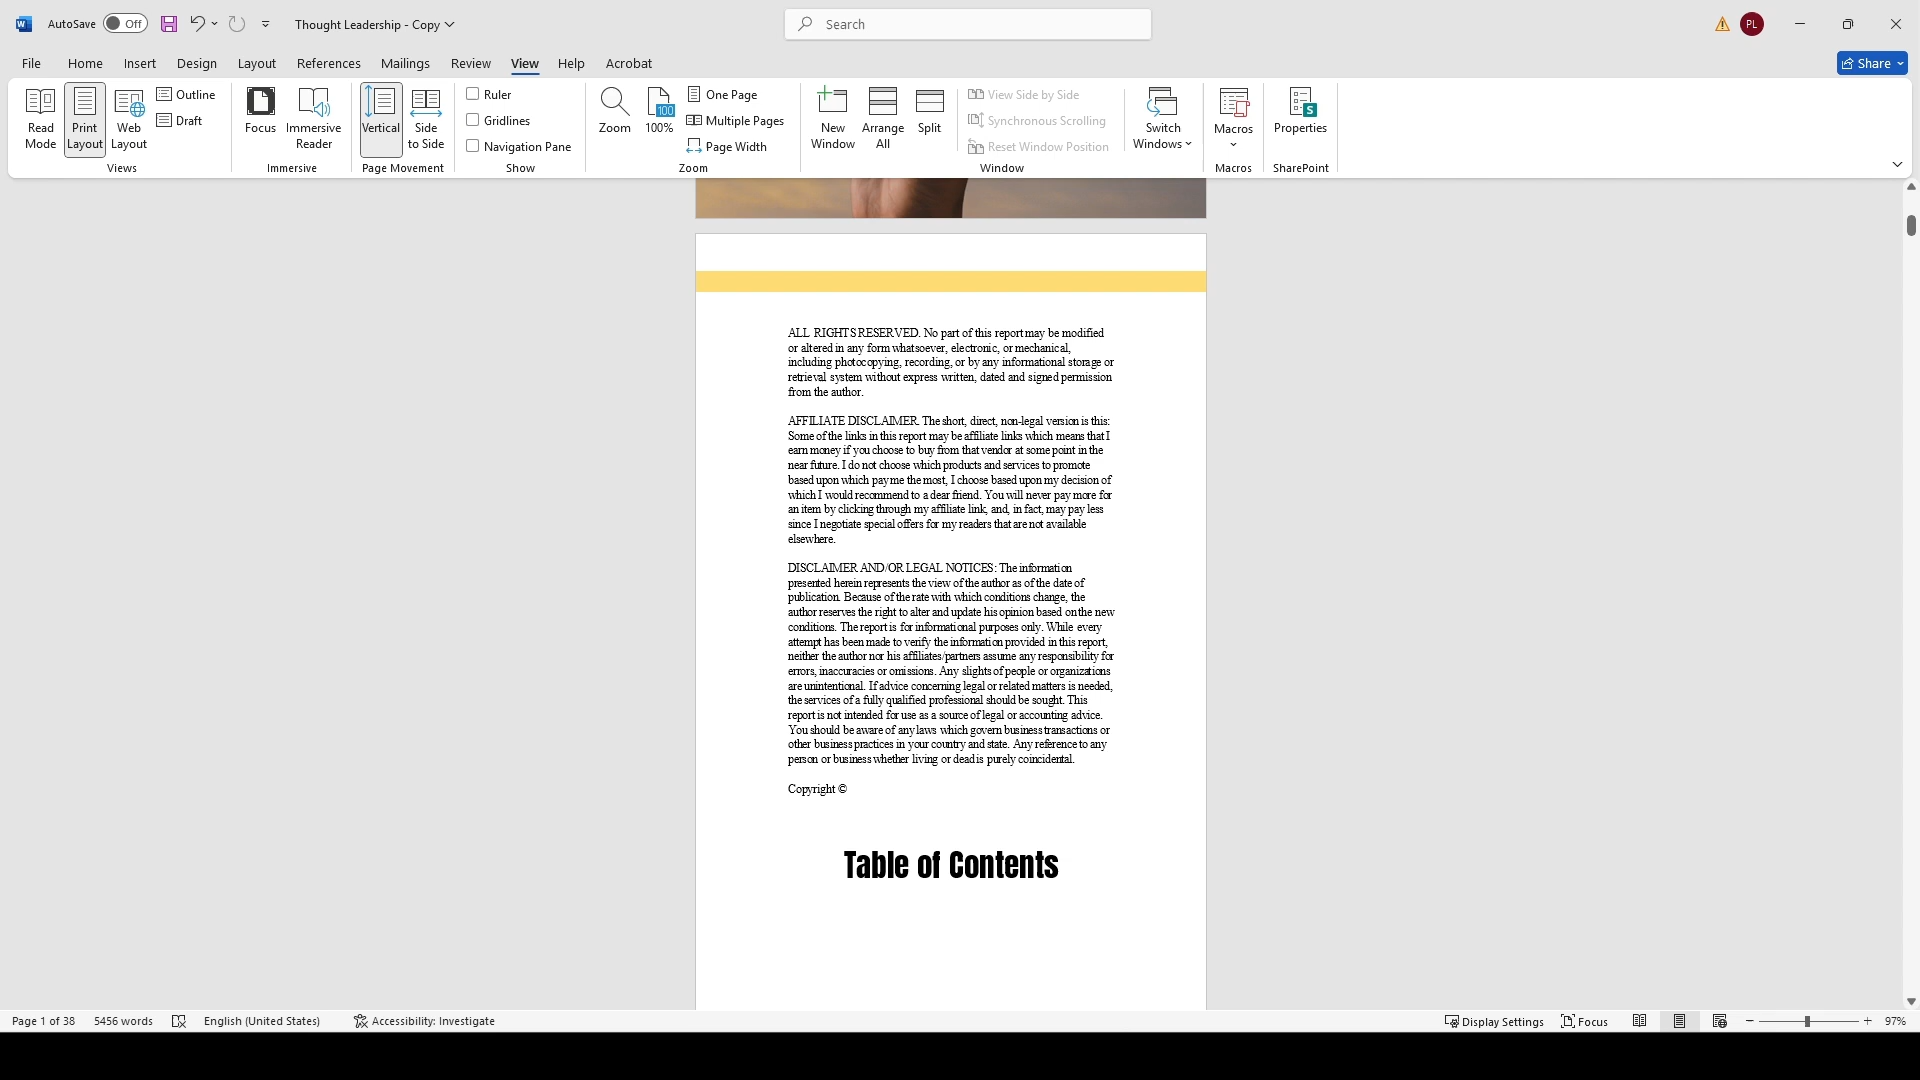 AutoSave Off Thought Leadership - Copy Search PL
File Home Insert Design Layout References Mailings Review View Help Acrobat Share
Read Mode
Print Layout
Web Layout
Outline
Draft
Views
Focus
Immersive Reader
Immersive
Vertical
Side to Side
Page Movement
Ruler
Gridlines
Navigation Pane
Show
Zoom
100
100%
One Page
Multiple Pages
Page Width
Zoom
New Window
Arrange All
Split
View Side by Side
Synchronous Scrolling
Reset Window Position
Window
Switch Windows
Macros
Macros
Properties
SharePoint
ALL RIGHTS RESERVED. No part of this report may be modified
or altered in any form whatsoever, electronic, or mechanical,
including photocopying, recording, or by any informational storage or
retrieval system without express written, dated and signed permission
from the author.
AFFILIATE DISCLAIMER. The short, direct, non-legal version is this:
Some of the links in this report may be affiliate links which means that I
earn money if you choose to buy from that vendor at some point in the
near future. I do not choose which products and services to promote
based upon which pay me the most, I choose based upon my decision of
which I would recommend to a dear friend. You will never pay more for
an item by clicking through my affiliate link, and, in fact, may pay less
since I negotiate special offers for my readers that are not available
elsewhere.
DISCLAIMER AND/OR LEGAL NOTICES: The information
presented herein represents the view of the author as of the date of
publication. Because of the rate with which conditions change, the
author reserves the right to alter and update his opinion based on the new
conditions. The report is for informational purposes only. While every
attempt has been made to verify the information provided in this report,
neither the author nor his affiliates/partners assume any responsibility for
errors, inaccuracies or omissions. Any slights of people or organizations
are unintentional. If advice concerning legal or related matters is needed,
the services of a fully qualified professional should be sought. This
report is not intended for use as a source of legal or accounting advice.
You should be aware of any laws which govern business transactions or
other business practices in your country and state. Any reference to any
person or business whether living or dead is purely coincidental.
Copyright ©
Table of Contents
Page 1 of 38 5456 words English (United States) Accessibility: Investigate Display Settings Focus 97%